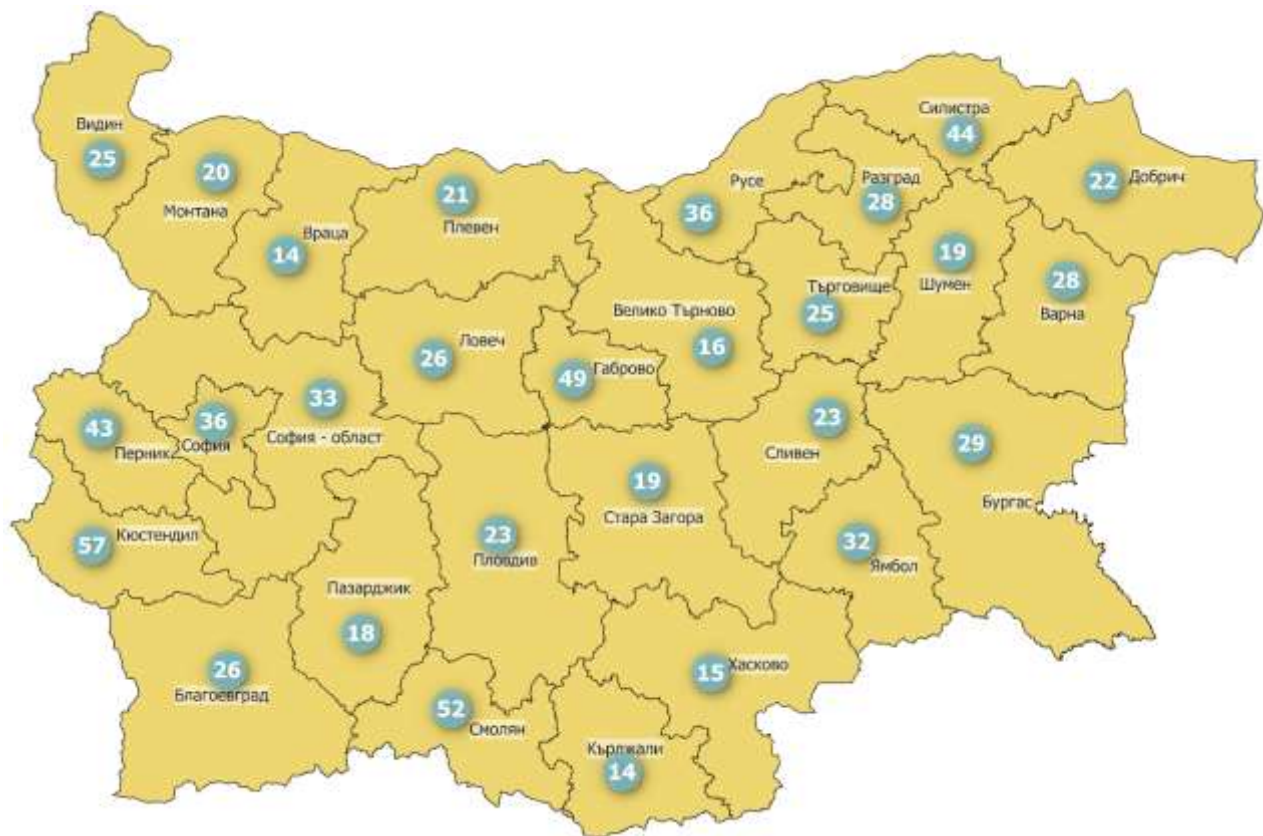 Силистра
44
Видин
25
20
Монтана
21
Плевен
Русе
36
Разград
28
22
Добрич
Враца
14
19
Шумен
28
Варна
Търговище
25
Велико Търново
16
Ловеч
26
Габрово
49
33
София - област
36
София
43
Перник
23
Сливен
29
Бургас
19
Стара Загора
Кюстендил
57
23
Пловдив
32
Ямбол
Пазарджик
18
26
Благоевград
15
Хасково
52
Смолян
Кърджали
14